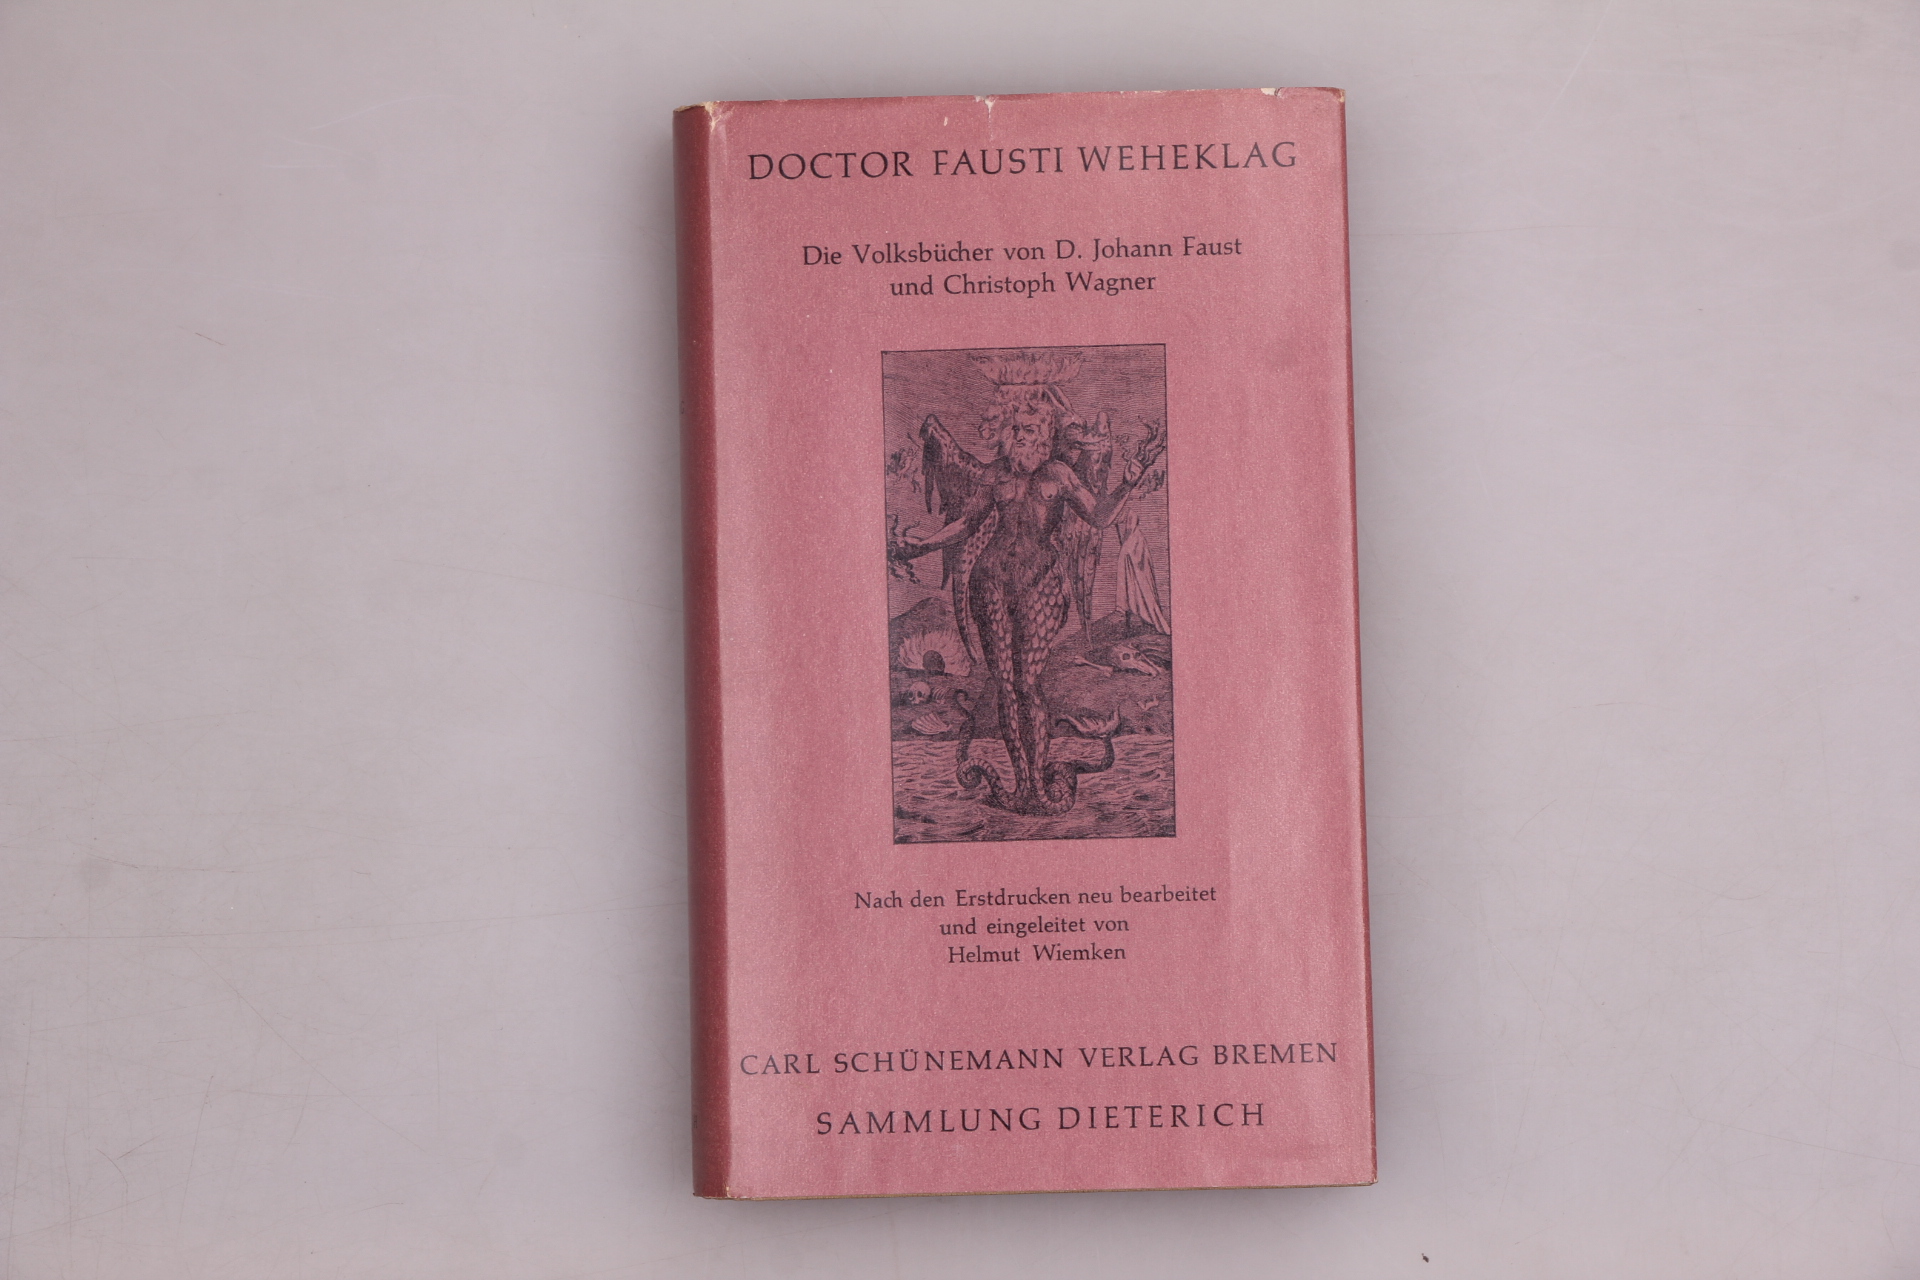 DOCTOR FAUSTI WEHEKLAG
Die Volksbücher von D. Johann Faust
und Christoph Wagner
Nach den Erstdrucken neu bearbeitet
und eingeleitet von
Helmut Wiemken
CARL SCHÜNEMANN VERLAG BREMEN
SAMMLUNG DIETERICH